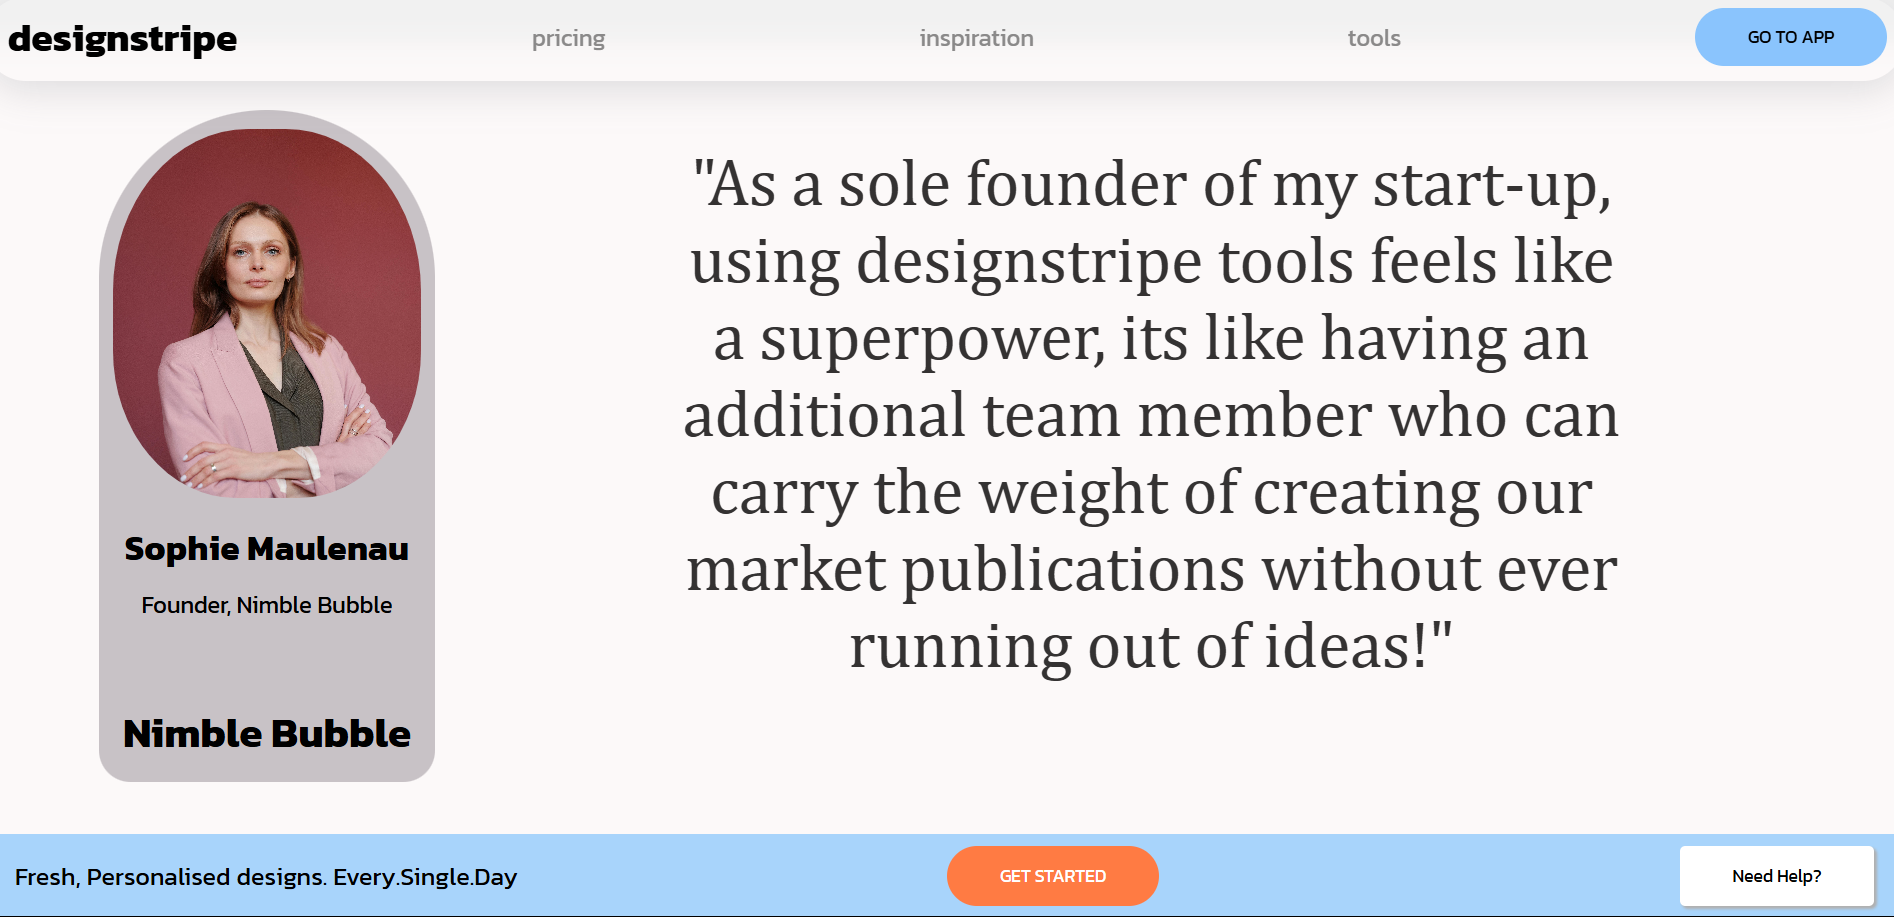 designstripe
pricing
inspiration
tools
GO TO APP
"As a sole founder of my start-up,
using designstripe tools feels like
a superpower, its like having an
additional team member who can
carry the weight of creating our
market publications without ever
running out of ideas!"
Sophie Maulenau
Founder, Nimble Bubble
Nimble Bubble
Fresh, Personalised designs. Every.Single.Day
GET STARTED
Need Help?